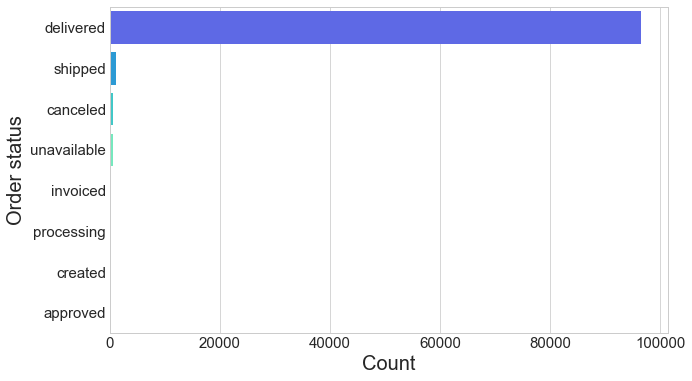 Order status
delivered
shipped
canceled
unavailable
invoiced
processing
created
approved
0 20000 40000 60000 80000 100000
Count